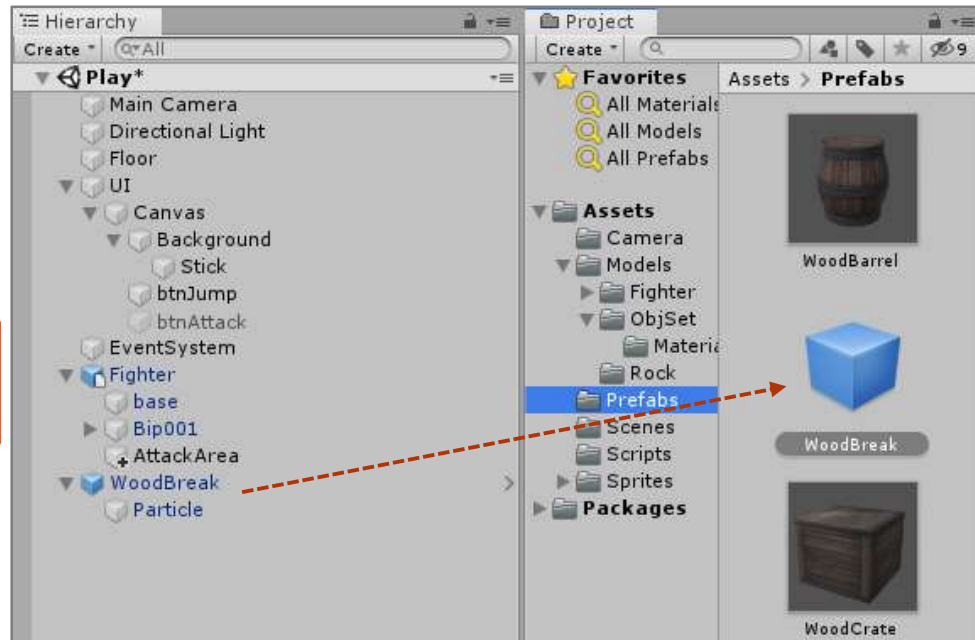 Hierarchy
Create
All
Play*
Main Camera
Directional Light
Floor
UI
Canvas
Background
Stick
btnJump
btnAttack
EventSystem
Fighter
base
Bip001
AttackArea
WoodBreak
Particle
Project
Create
9
Favorites
All Materials
All Models
All Prefabs
Assets
Camera
Models
Fighter
ObjSet
Materia
Rock
Prefabs
Scenes
Scripts
Sprites
Packages
Assets > Prefabs
WoodBarrel
WoodBreak
WoodCrate